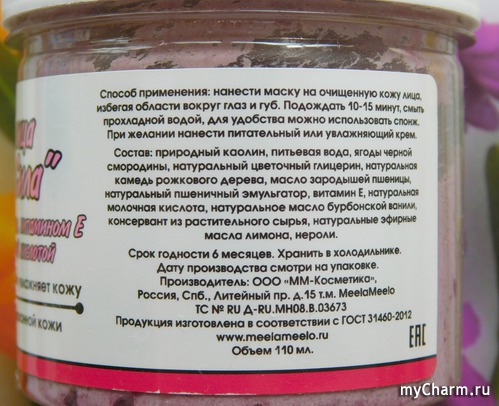 Способ применения: нанести маску на очищенную кожу лица,
избегая области вокруг глаз и губ. Подождать 10-15 минут, смыть
прохладной водой, для удобства можно использовать спонж.
При желании нанести питательный или увлажняющий крем.
Состав: природный каолин, питьевая вода, ягоды черной
смородины, натуральный цветочный глицерин, натуральная
камедь рожкового дерева, масло зародышей пшеницы,
натуральный пшеничный эмульгатор, витамин Е, натуральная
молочная кислота, натуральное масло бурбонской ванили,
консервант из растительного сырья, натуральные эфирные
масла лимона, нероли.
Срок годности 6 месяцев. Хранить в холодильнике.
Дату производства смотри на упаковке.
Производитель: ООО «ММ-Косметика»,
Россия, Спб., Литейный пр. д.15 т.м. MeelaMeelo
ТС № RU Д-RU.МН08.В.03673
Продукция изготовлена в соответствии с ГОСТ 31460-2012
www.meelameelo.ru
Объем 110 мл.
EAC
витамином Е
кожу
кожи
myCharm.ru